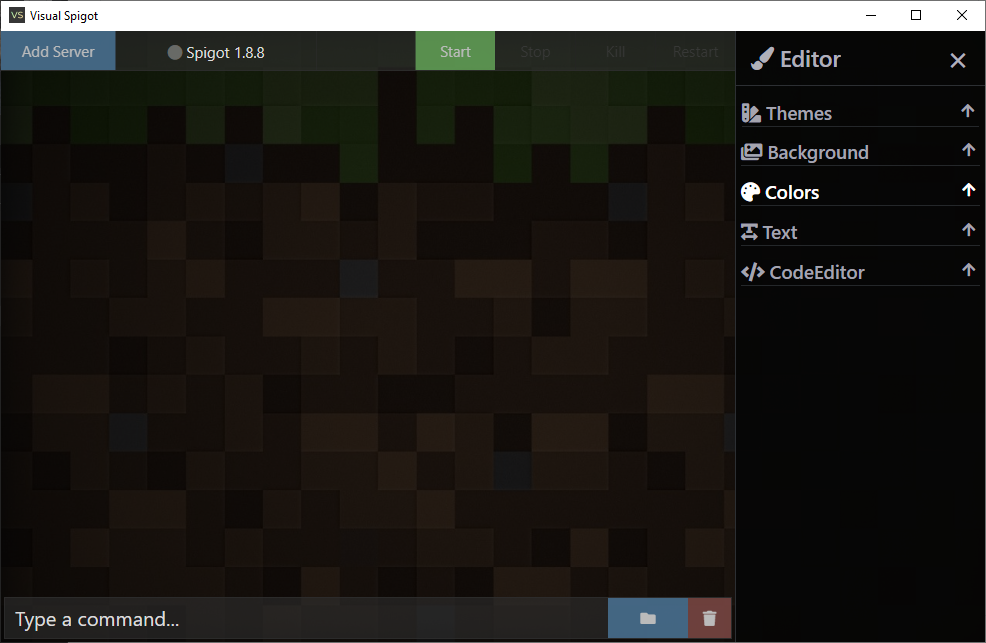 VS Visual Spigot
Add Server
Spigot 1.8.8
Start
Stop
Kill
Restart
Editor
Themes
Background
Colors
Text
CodeEditor
Type a command...